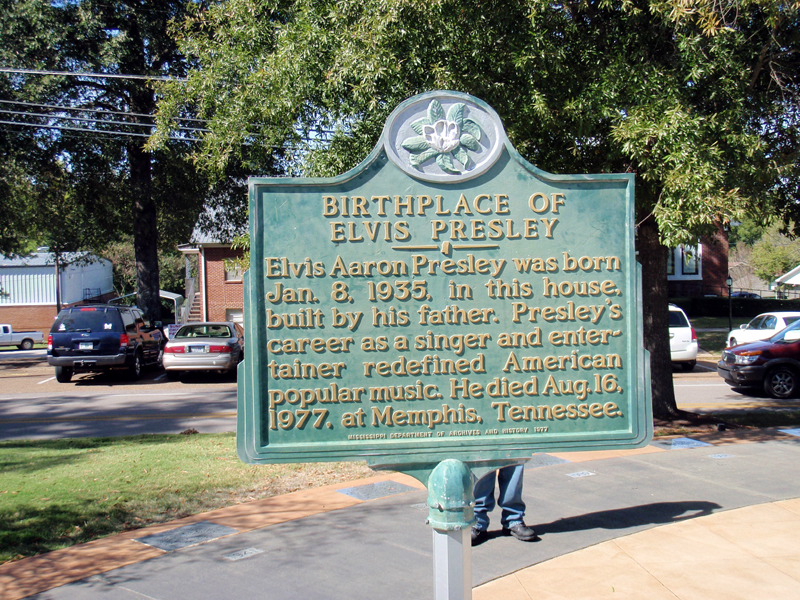 BIRTHPLACE OF
ELVIS PRESLEY
Elvis Aaron Presley was born
Jan. 8, 1935, in this house,
built by his father. Presley's
career as a singer and enter-
tainer redefined American
popular music. He died Aug. 16,
1977, at Memphis, Tennessee.
MISSISSIPPI DEPARTMENT OF ARCHIVES AND HISTORY, 1977